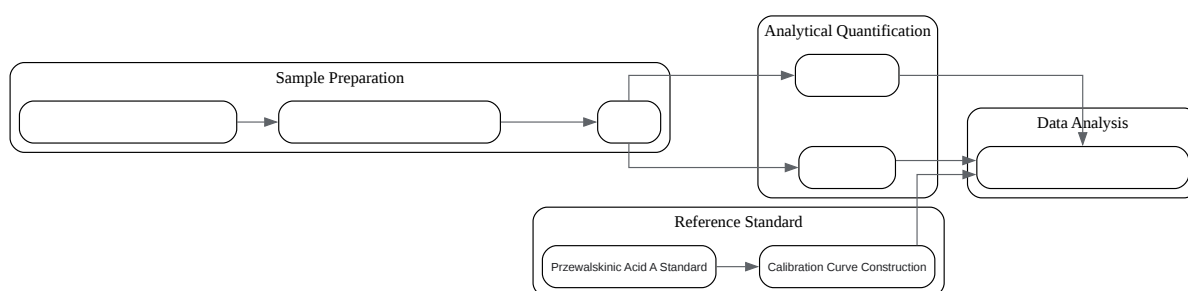 Analytical Quantification
Sample Preparation
Data Analysis
Reference Standard
Przewalskinic Acid A Standard
Calibration Curve Construction